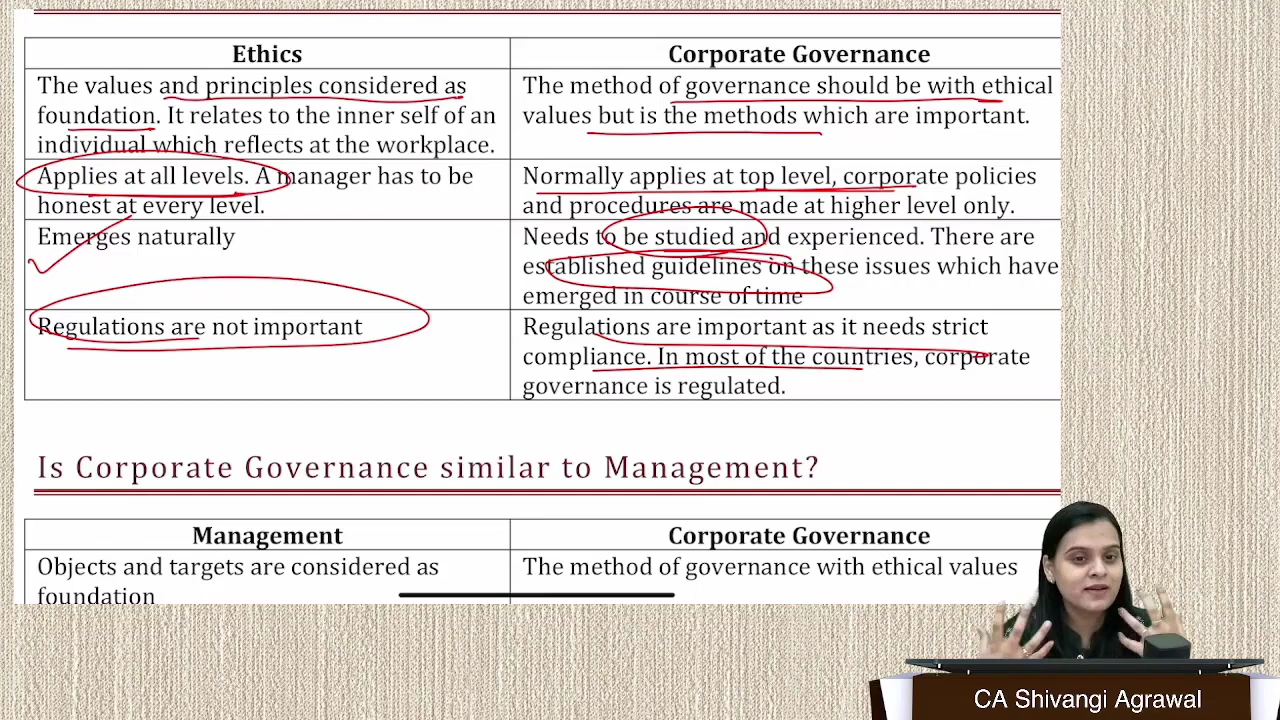 Ethics
Corporate Governance
The values and principles considered as
foundation. It relates to the inner self of an
individual which reflects at the workplace.
The method of governance should be with ethical
values but is the methods which are important.
Applies at all levels. A manager has to be
honest at every level.
Normally applies at top level, corporate policies
and procedures are made at higher level only.
Emerges naturally
Needs to be studied and experienced. There are
established guidelines on these issues which have
emerged in course of time
Regulations are not important
Regulations are important as it needs strict
compliance. In most of the countries, corporate
governance is regulated.
Is Corporate Governance similar to Management?
Management
Corporate Governance
Objects and targets are considered as
foundation
The method of governance with ethical values
CA Shivangi Agrawal